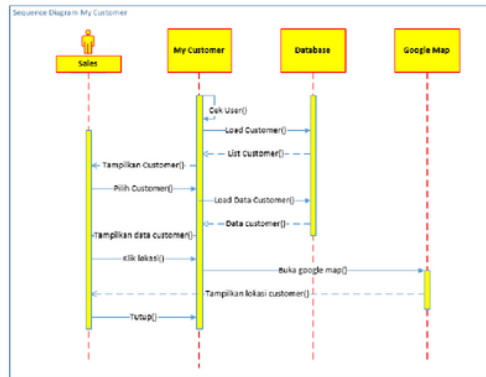 Sequence Diagram My Customer
Sales
My Customer
Database
Google Map
Cek User()
Load Customer()
List Customer()
Tampilkan Customer()
Pilih Customer()
Load Data Customer()
Data customer()
Tampilkan data customer()
Klik lokasi()
Buka google map()
Tampilkan lokasi customer()
Tutup()